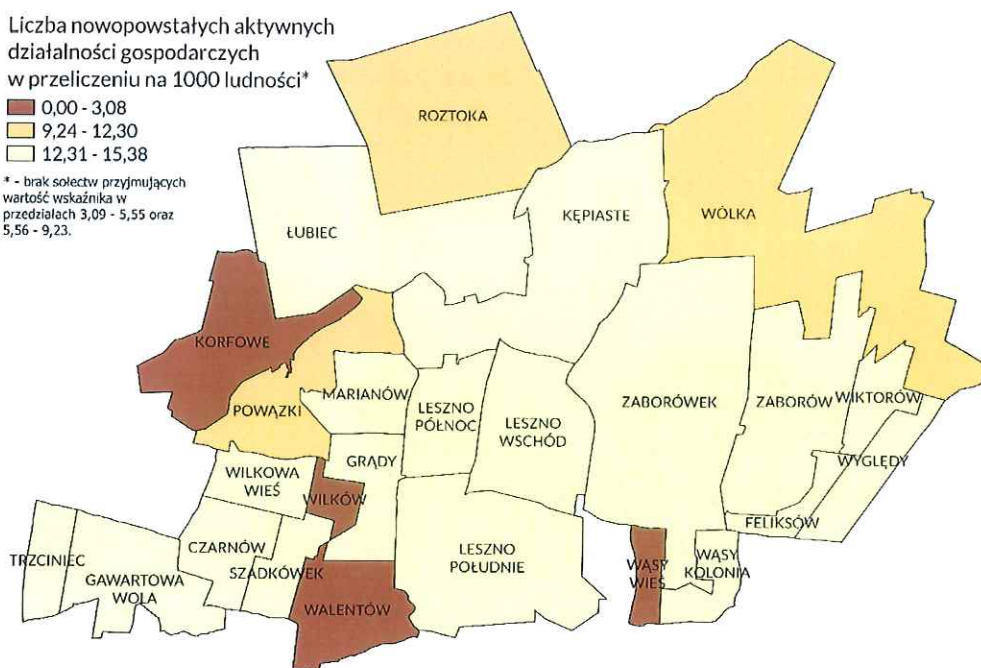 Liczba nowopowstałych aktywnych
działalności gospodarczych
w przeliczeniu na 1000 ludności*
0,00 - 3,08
9,24 - 12,30
12,31 - 15,38
* - brak sołectw przyjmujących
wartość wskaźnika w
przedziałach 3,09 - 5,55 oraz
5,56 - 9,23.
ROZTOKA
KĘPIASTE
WÓLKA
ŁUBIEC
KORFOWE
MARIANÓW
POWĄZKI
LESZNO
PÓŁNOC
LESZNO
WSCHÓD
ZABORÓWEK
ZABORÓW
WIKTORÓW
GRĄDY
WYGLĘDY
WILKOWA
WIEŚ
WILKÓW
FELIKSÓW
CZARNÓW
SZADKÓWEK
LESZNO
POŁUDNIE
WĄSY
WIEŚ
WĄSY
KOLONIA
TRZCINIEC
GAWARTOWA
WOLA
WALENTÓW